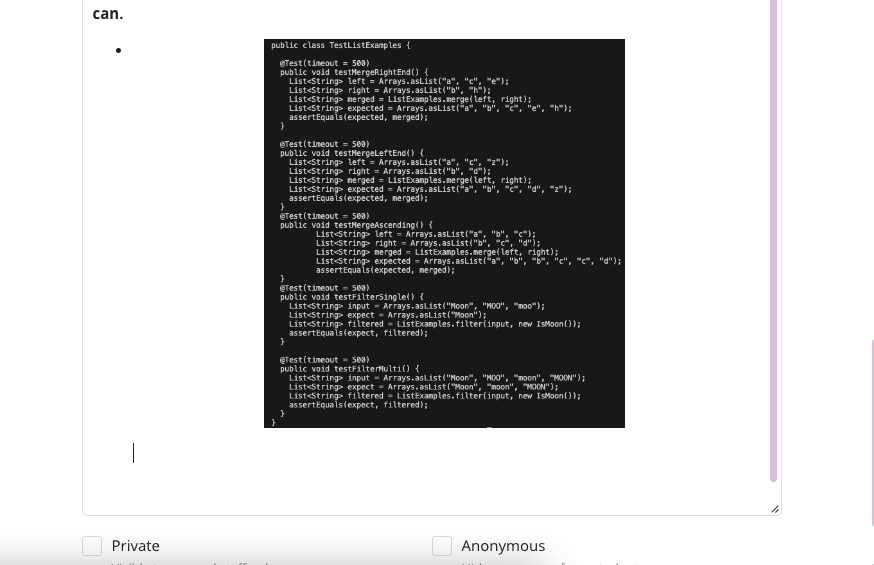 can.
public class TestListExamples {
@Test(timeout = 500)
public void testMergeRightEnd() {
List<String> left = Arrays.asList("a", "c", "e");
List<String> right = Arrays.asList("b", "h");
List<String> merged = ListExamples.merge(left, right);
List<String> expected = Arrays.asList("a", "b", "c", "e", "h");
assertEquals(expected, merged);
}
@Test(timeout = 500)
public void testMergeLeftEnd() {
List<String> left = Arrays.asList("a", "c", "z");
List<String> right = Arrays.asList("b", "d");
List<String> merged = ListExamples.merge(left, right);
List<String> expected = Arrays.asList("a", "b", "c", "d", "z");
assertEquals(expected, merged);
}
@Test(timeout = 500)
public void testMergeAscending() {
List<String> left = Arrays.asList("a", "b", "c");
List<String> right = Arrays.asList("b", "c", "d");
List<String> merged = ListExamples.merge(left, right);
List<String> expected = Arrays.asList("a", "b", "b", "c", "c", "d");
assertEquals(expected, merged);
}
@Test(timeout = 500)
public void testFilterSingle() {
List<String> input = Arrays.asList("Moon", "MOO", "moo");
List<String> expect = Arrays.asList("Moon");
List<String> filtered = ListExamples.filter(input, new IsMoon());
assertEquals(expect, filtered);
}
@Test(timeout = 500)
public void testFilterMulti() {
List<String> input = Arrays.asList("Moon", "MOO", "moon", "MOON");
List<String> expect = Arrays.asList("Moon", "moon", "MOON");
List<String> filtered = ListExamples.filter(input, new IsMoon());
assertEquals(expect, filtered);
}
}
Private
Anonymous